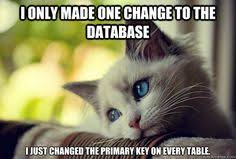 I ONLY MADE ONE CHANGE TO THE
DATABASE
I JUST CHANGED THE PRIMARY KEY ON EVERY TABLE.